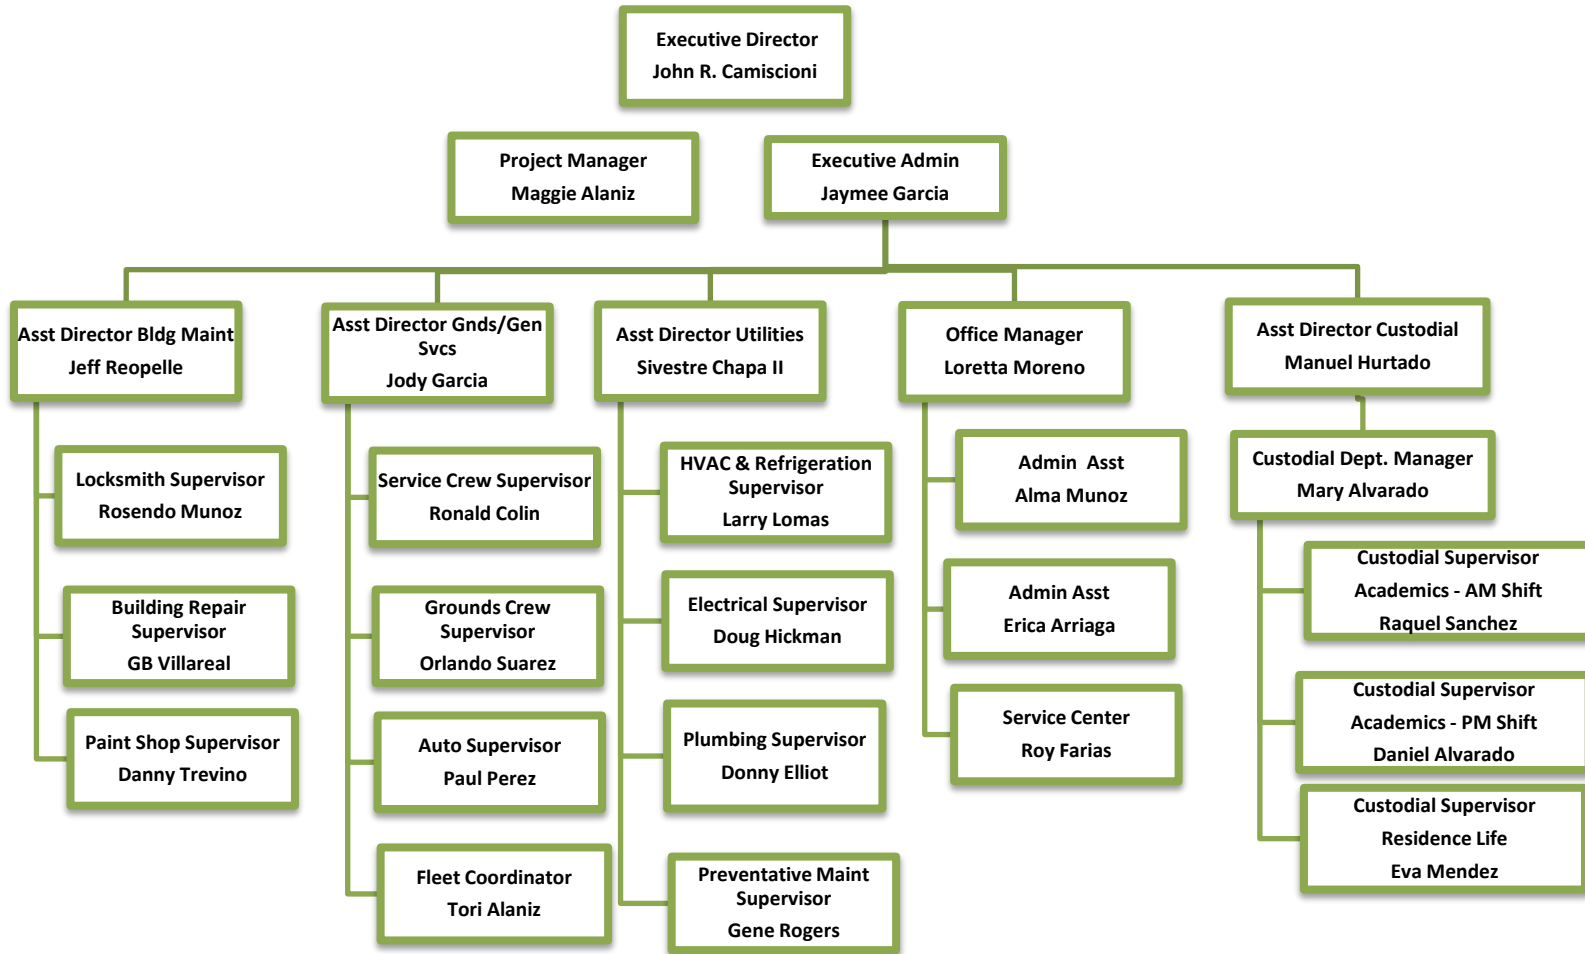 Executive Director
John R. Camiscioni
Project Manager
Maggie Alaniz
Executive Admin
Jaymee Garcia
Asst Director Bldg Maint
Jeff Reopelle
Locksmith Supervisor
Rosendo Munoz
Building Repair
Supervisor
GB Villareal
Paint Shop Supervisor
Danny Trevino
Asst Director Gnds/Gen
Svcs
Jody Garcia
Service Crew Supervisor
Ronald Colin
Grounds Crew
Supervisor
Orlando Suarez
Auto Supervisor
Paul Perez
Fleet Coordinator
Tori Alaniz
Asst Director Utilities
Sivestre Chapa II
HVAC & Refrigeration
Supervisor
Larry Lomas
Electrical Supervisor
Doug Hickman
Plumbing Supervisor
Donny Elliot
Preventative Maint
Supervisor
Gene Rogers
Office Manager
Loretta Moreno
Admin  Asst
Alma Munoz
Admin Asst
Erica Arriaga
Service Center
Roy Farias
Asst Director Custodial
Manuel Hurtado
Custodial Dept. Manager
Mary Alvarado
Custodial Supervisor
Academics - AM Shift
Raquel Sanchez
Custodial Supervisor
Academics - PM Shift
Daniel Alvarado
Custodial Supervisor
Residence Life
Eva Mendez